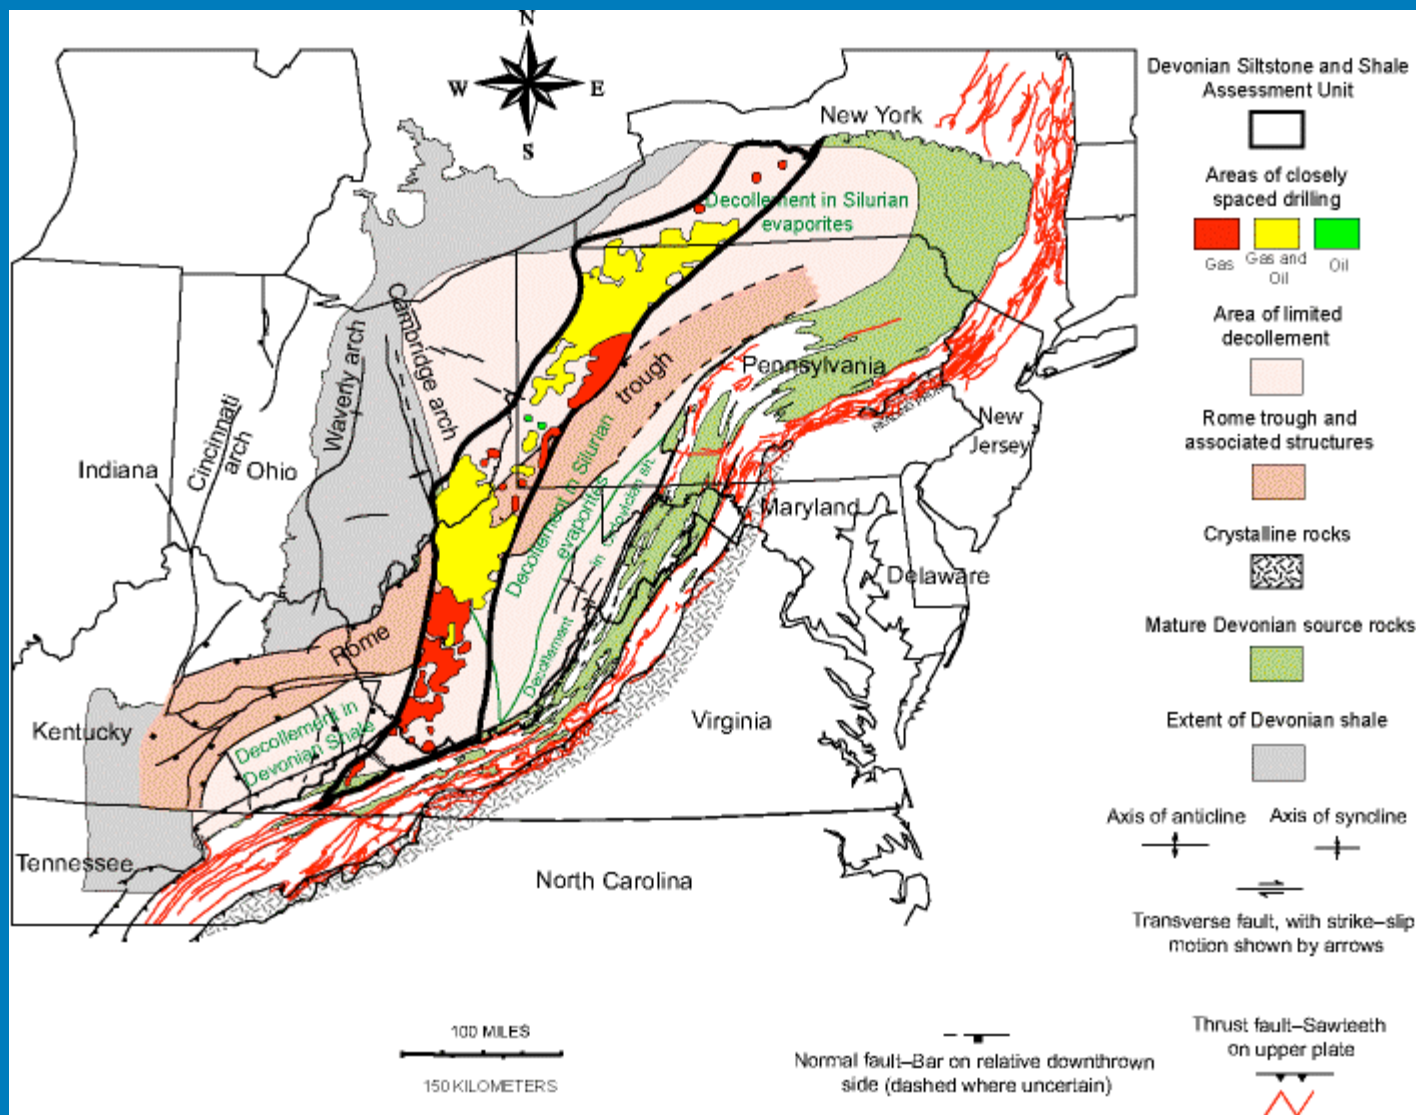 N
W
E
S
New York
Decollement in Silurian
evaporites
Cambridge arch
Waverly arch
Cincinnati
arch
Indiana
Ohio
trough
Pennsylvania
New
Jersey
Decollement in Silurian
evaporites
Decollement in Ordovician sh.
Maryland
Delaware
Rome
Kentucky
Decollement in
Devonian Shale
Virginia
Tennessee
North Carolina
100 MILES
150 KILOMETERS
Devonian Siltstone and Shale
Assessment Unit
Areas of closely
spaced drilling
Gas
Gas and
Oil
Oil
Area of limited
decollement
Rome trough and
associated structures
Crystalline rocks
Mature Devonian source rocks
Extent of Devonian shale
Axis of anticline
Axis of syncline
Transverse fault, with strike–slip
motion shown by arrows
Normal fault–Bar on relative downthrown
side (dashed where uncertain)
Thrust fault–Sawteeth
on upper plate